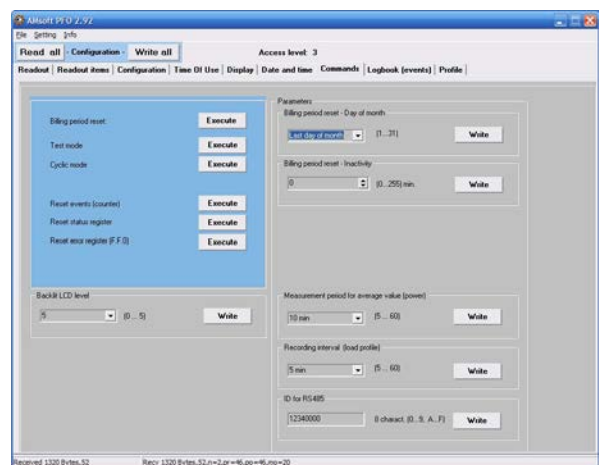 AMsoft PFO 2.92
File Setting Info
Read all - Configuration - Write all Access level: 3
Readout Readout items Configuration Time Of Use Display Date and time Commands Logbook (events) Profile
Billing period reset: Execute
Test mode Execute
Cyclic mode Execute
Reset events (counter) Execute
Reset status register Execute
Reset error register (F.F.0) Execute
Backlit LCD level
5 (0 ... 5) Write
Parameters
Billing period reset - Day of month
Last day of month (1...31) Write
Billing period reset - Inactivity
0 (0...255) min. Write
Measurement period for average value (power)
10 min (5 ... 60) Write
Recording interval (load profile)
5 min (5 ... 60) Write
ID for RS485
12340000 8 charact. (0...9, A...F) Write
Received 1320 Bytes,52 Recv 1320 Bytes,52,n=2,pr=46,po=46,mo=20